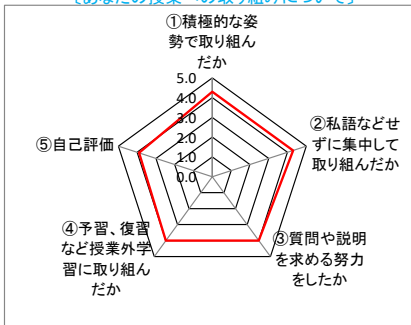 【あなたの授業への取り組みについて】
①積極的な姿
勢で取り組ん
だか
5.0
4.0
3.0
2.0
1.0
0.0
②私語などせ
ずに集中して
取り組んだか
③質問や説明
を求める努力
をしたか
④予習、復習
など授業外学
習に取り組ん
だか
⑤自己評価